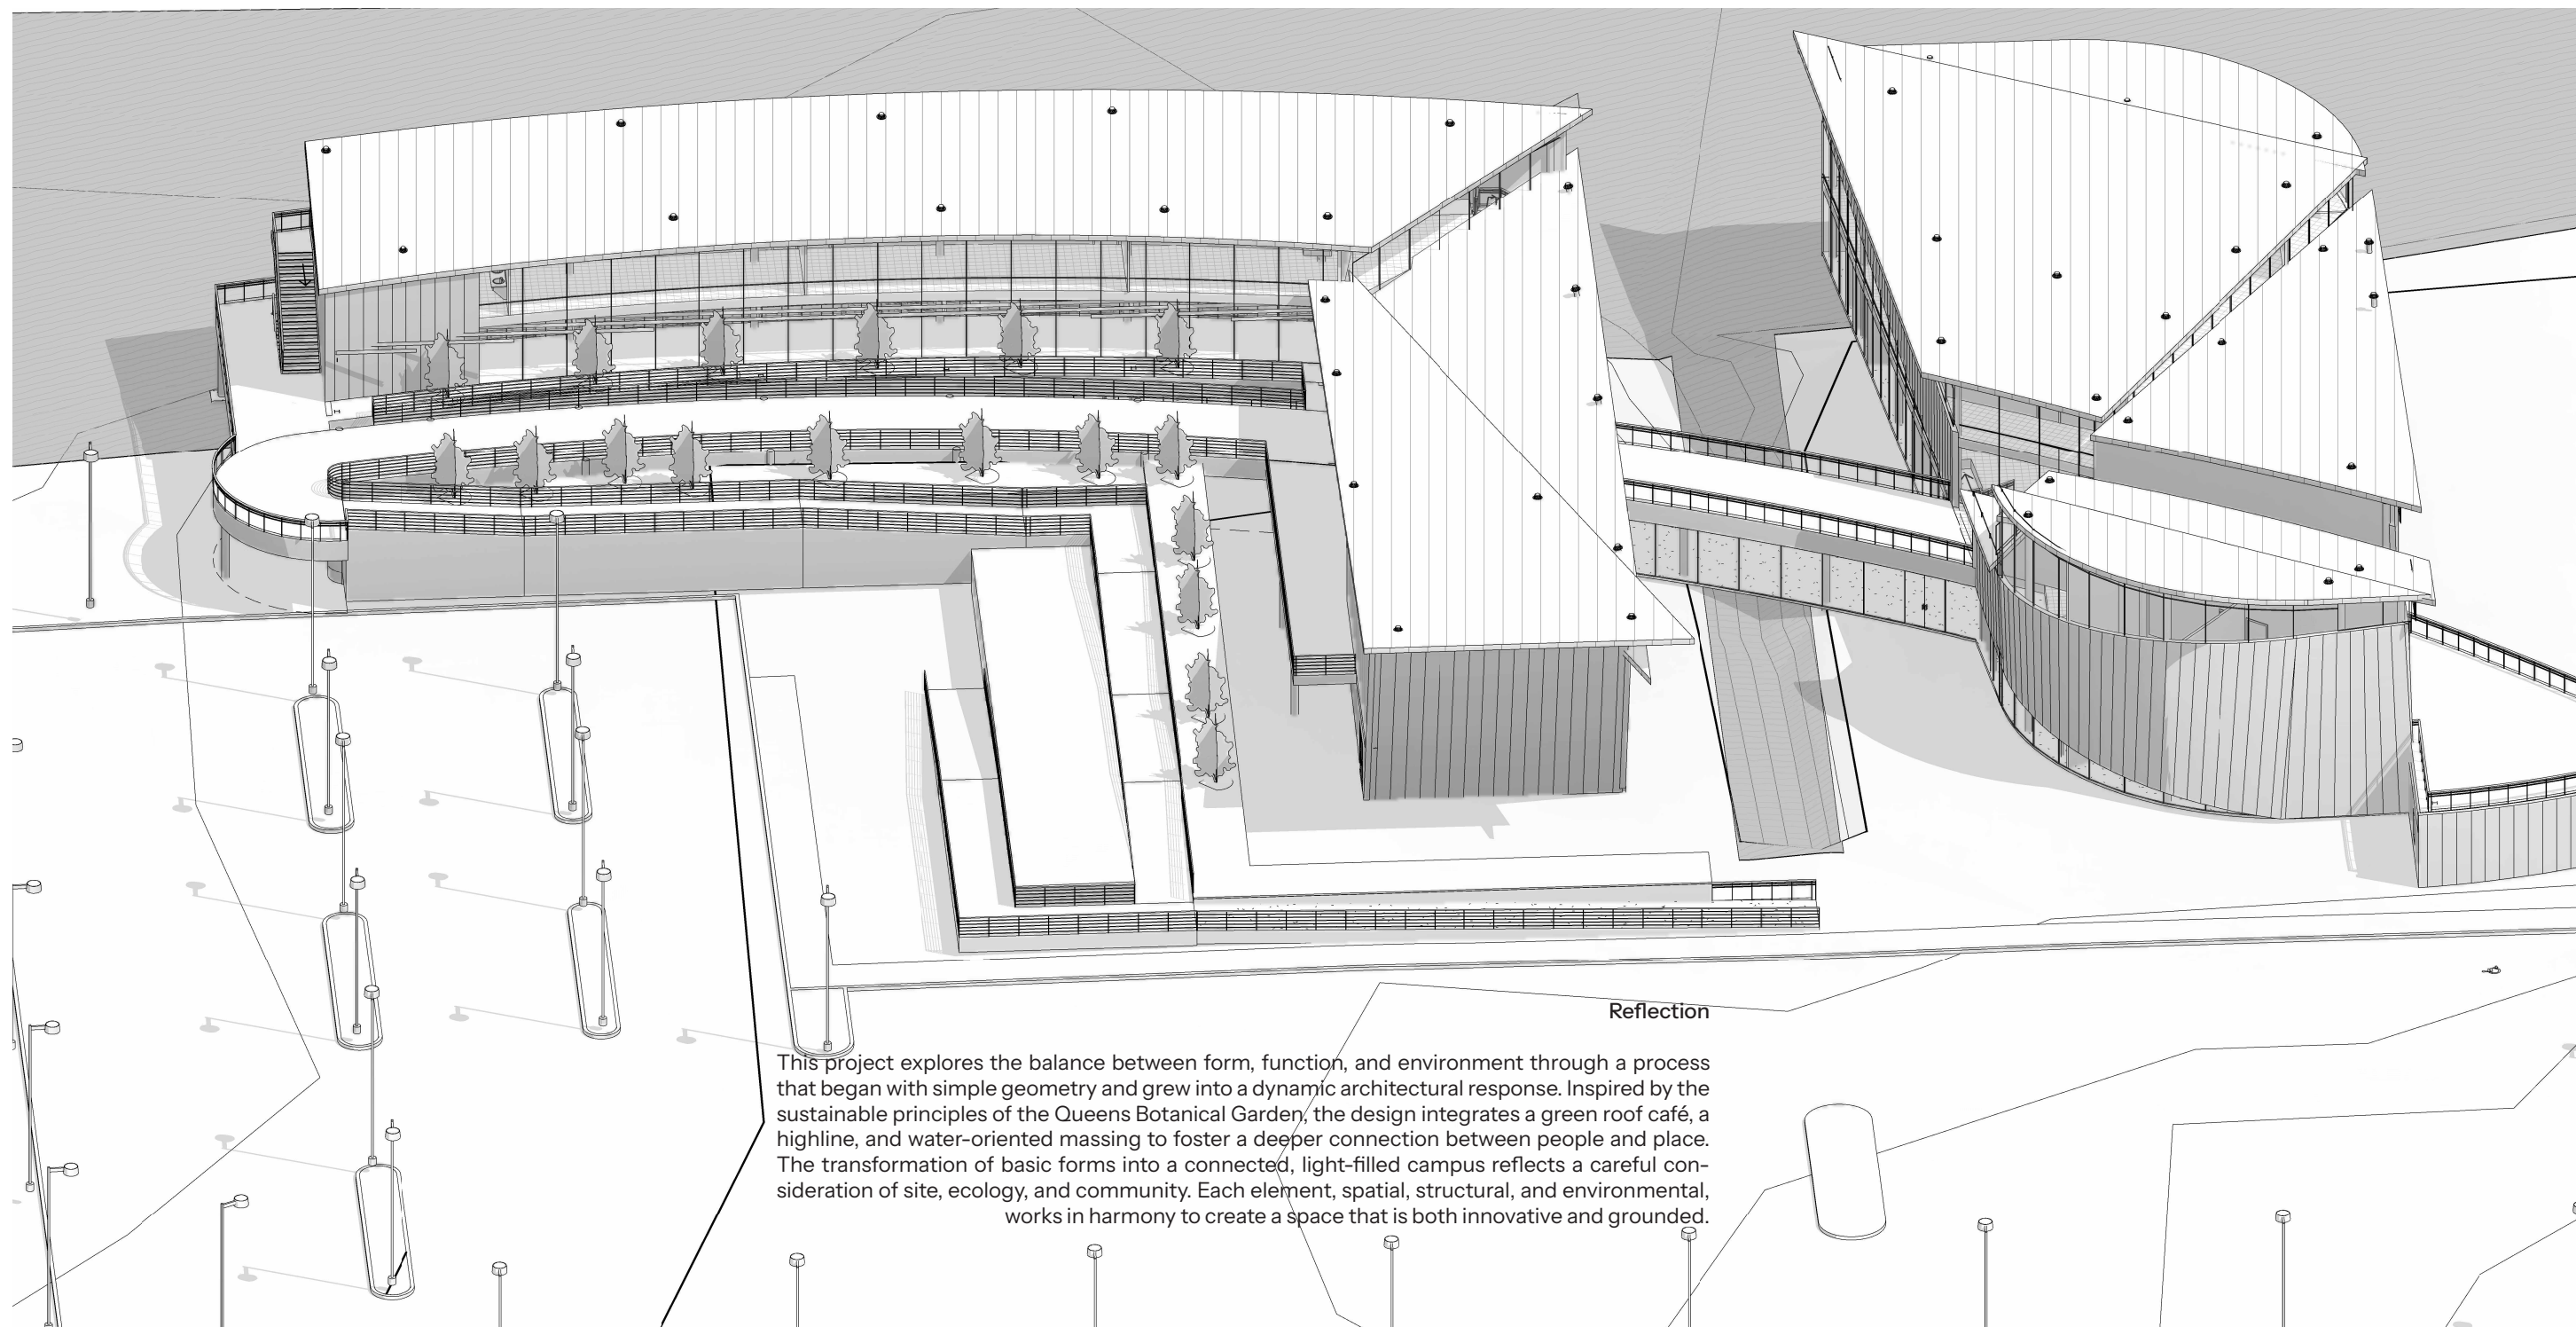 Reflection
This project explores the balance between form, function, and environment through a process
that began with simple geometry and grew into a dynamic architectural response. Inspired by the
sustainable principles of the Queens Botanical Garden, the design integrates a green roof café, a
highline, and water-oriented massing to foster a deeper connection between people and place.
The transformation of basic forms into a connected, light-filled campus reflects a careful con-
sideration of site, ecology, and community. Each element, spatial, structural, and environmental,
works in harmony to create a space that is both innovative and grounded.